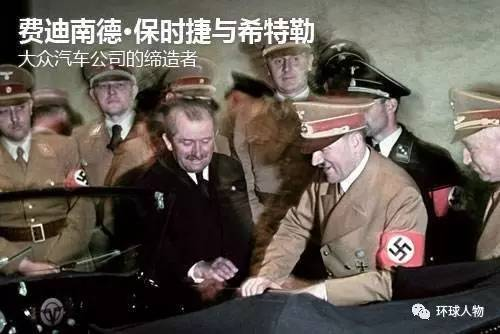 费迪南德•保时捷与希特勒
大众汽车公司的缔造者
环球人物